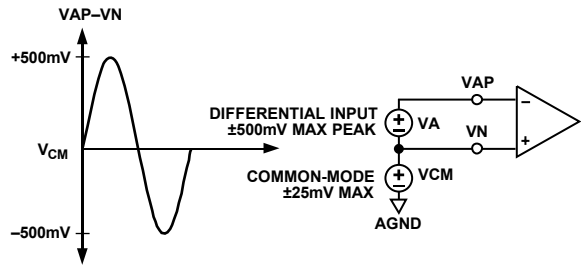 VAP–VN
+500mV
VCM
–500mV
DIFFERENTIAL INPUT
±500mV MAX PEAK
VA
VAP
VN
COMMON-MODE
±25mV MAX
VCM
AGND
+
–
+
–
–
+